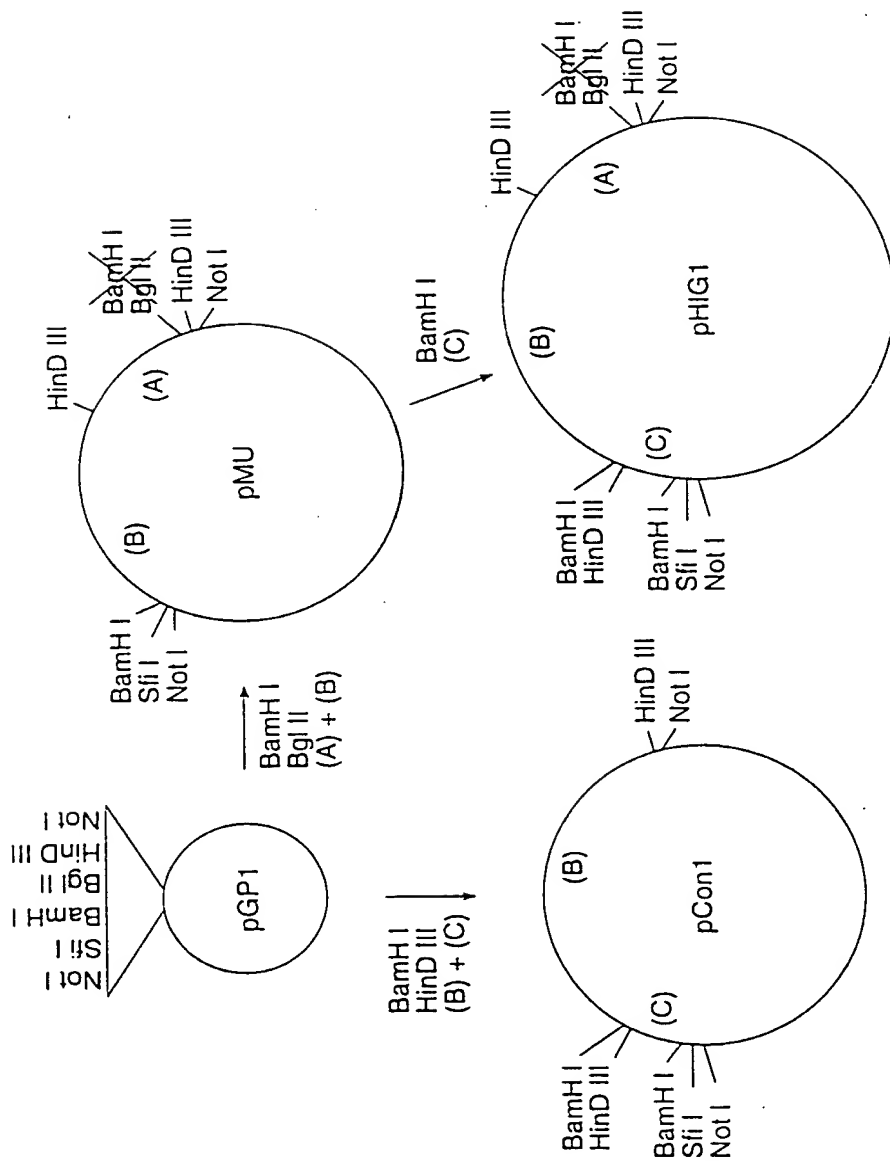 Not I
Sfi I
BamH I
Bgl II
HinD III
Not I
pGP1
BamH I
Bgl II
(A) + (B)
BamH I
HinD III
(B) + (C)
HinD III
BamH I
Bgl II
HinD III
Not I
(A)
(B)
pMU
BamH I
Sfi I
Not I
BamH I
(C)
HinD III
BamH I
Bgl II
HinD III
Not I
(A)
(B)
(C)
pHIG1
BamH I
HinD III
BamH I
Sfi I
Not I
HinD III
Not I
(B)
(C)
pCon1
BamH I
HinD III
BamH I
Sfi I
Not I